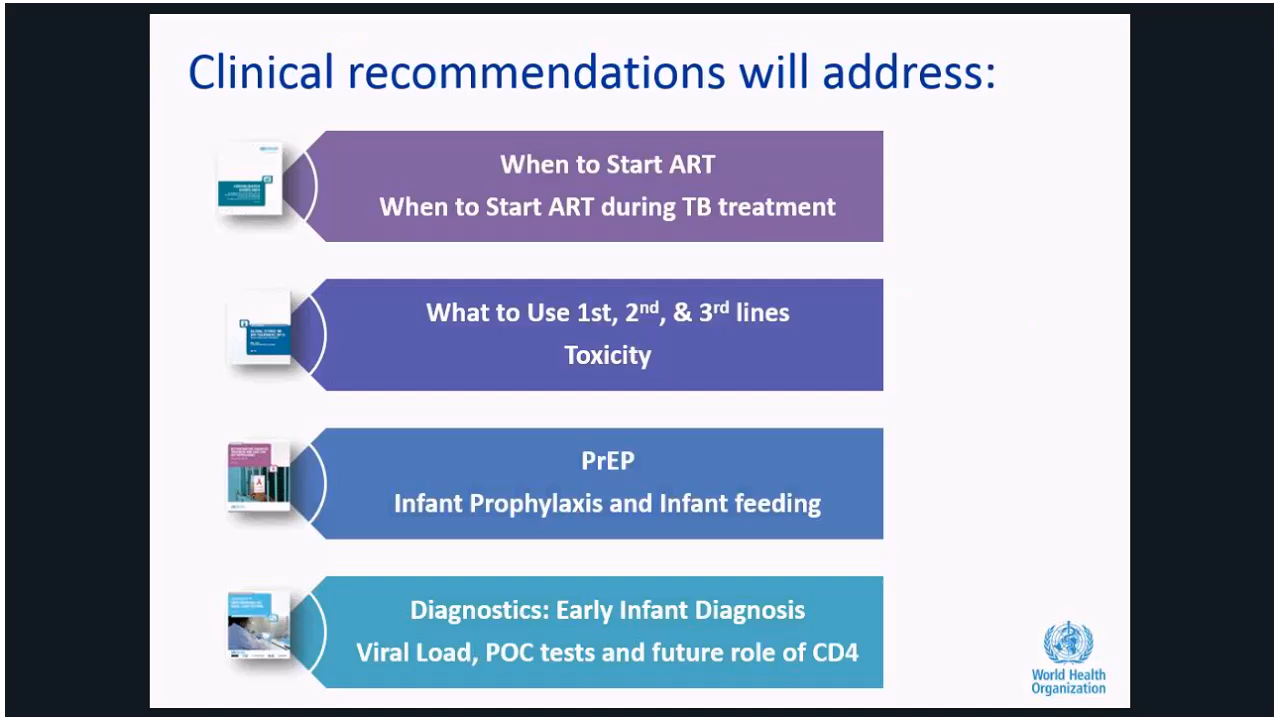 Clinical recommendations will address:
When to Start ART
When to Start ART during TB treatment
What to Use 1st, 2nd, & 3rd lines
Toxicity
PrEP
Infant Prophylaxis and Infant feeding
Diagnostics: Early Infant Diagnosis
Viral Load, POC tests and future role of CD4
World Health
Organization